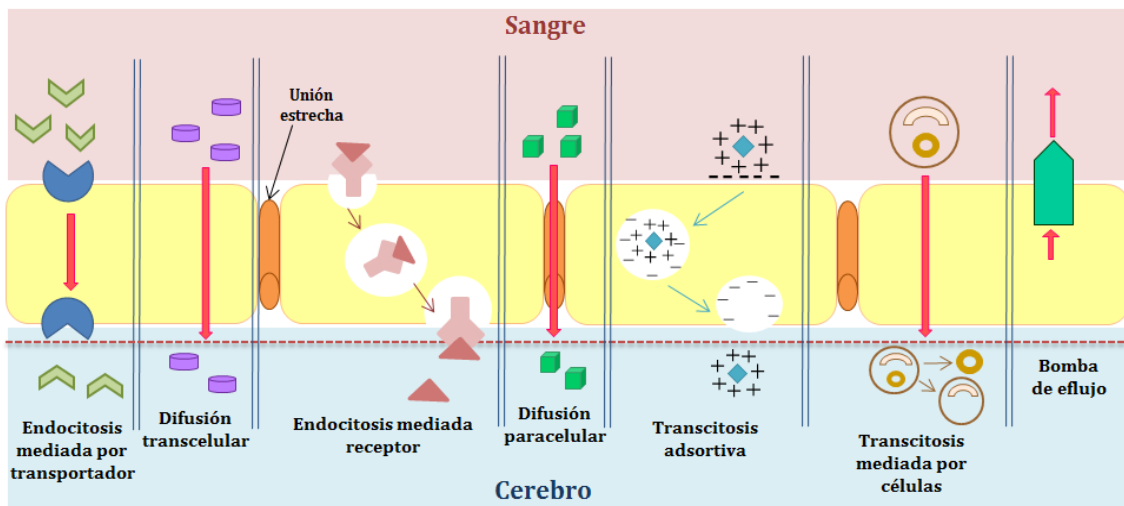 Sangre
Unión
estrecha
Endocitosis
mediada por
transportador
Difusión
transcelular
Endocitosis mediada
receptor
Difusión
paracelular
Transcitosis
adsortiva
Transcitosis
mediada por
células
Bomba
de eflujo
Cerebro